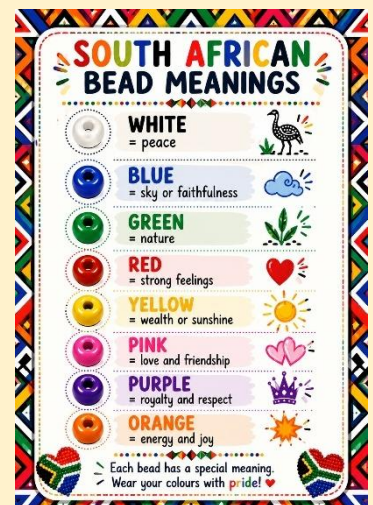 SOUTH AFRICAN
BEAD MEANINGS
WHITE
= peace
BLUE
= sky or faithfulness
GREEN
= nature
RED
= strong feelings
YELLOW
= wealth or sunshine
PINK
= love and friendship
PURPLE
= royalty and respect
ORANGE
= energy and joy
Each bead has a special meaning.
Wear your colours with pride!